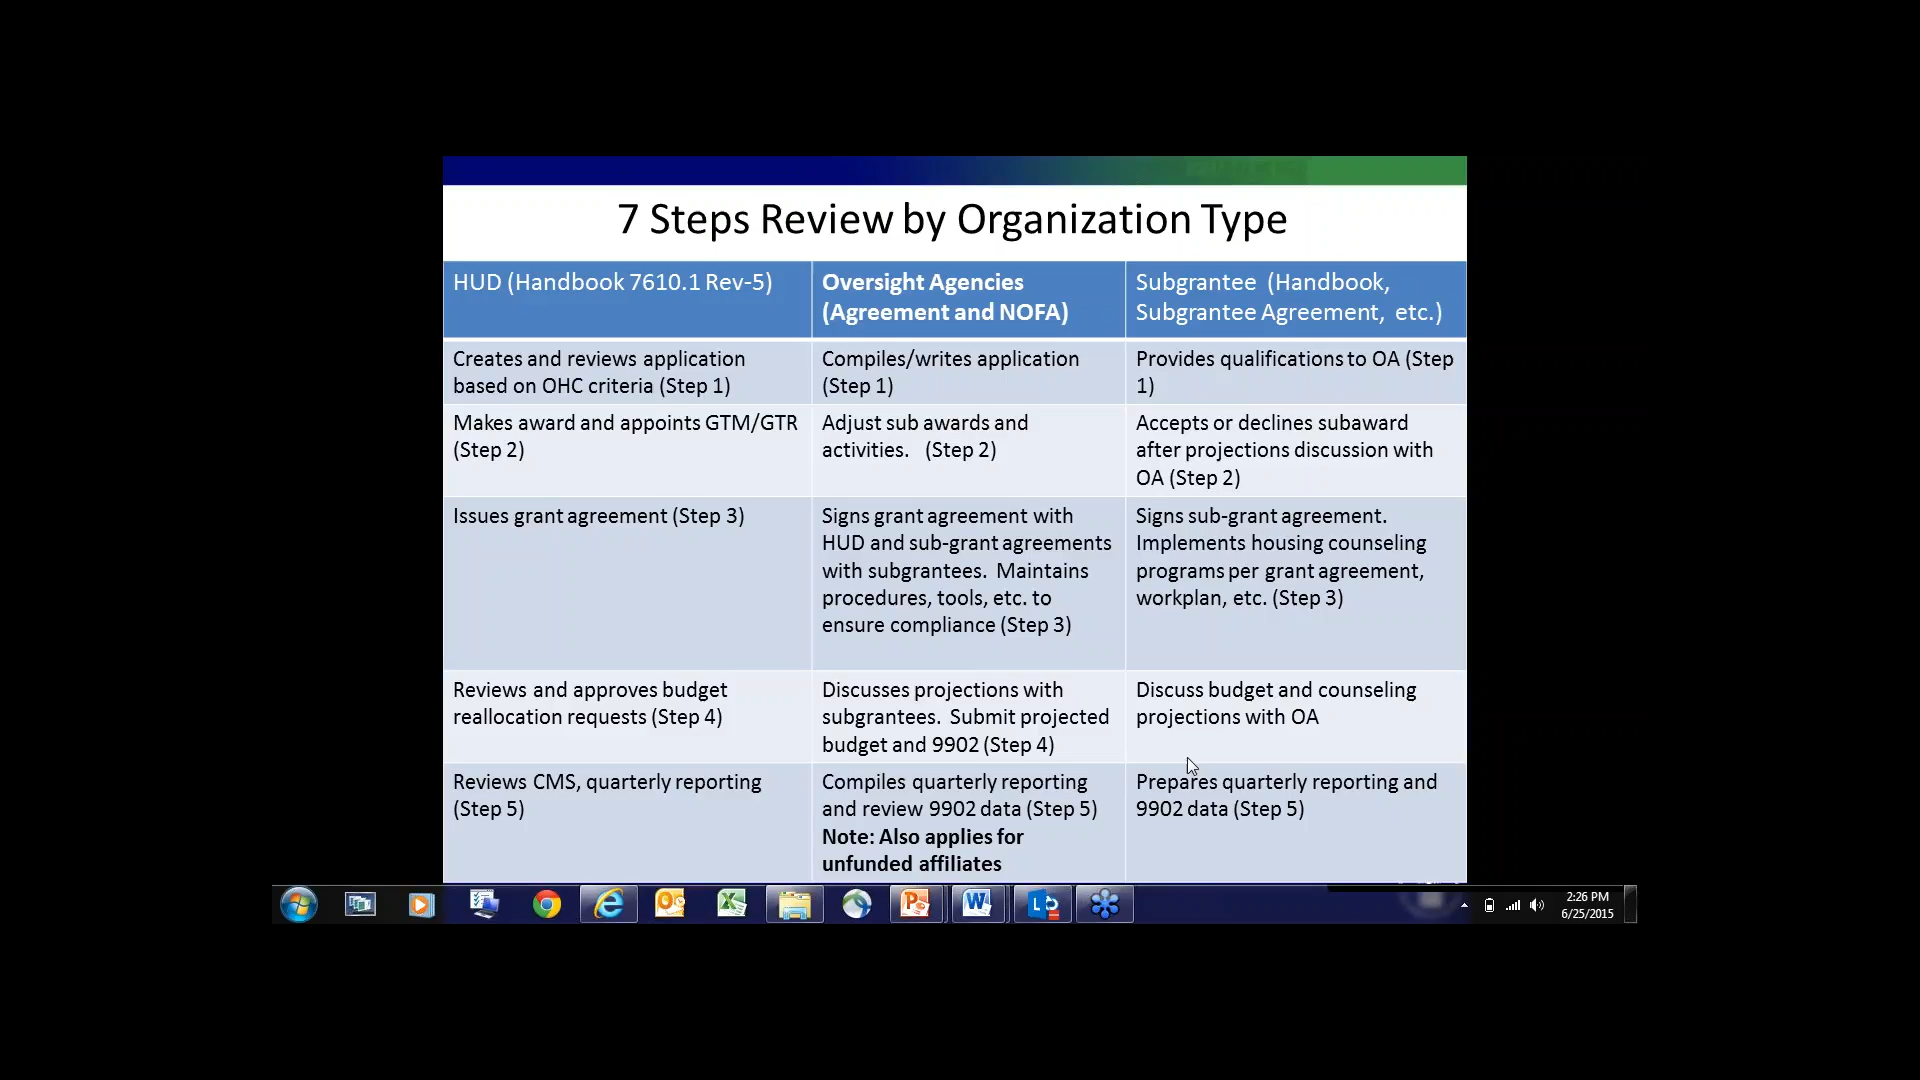 7 Steps Review by Organization Type
HUD (Handbook 7610.1 Rev-5)
Oversight Agencies
(Agreement and NOFA)
Subgrantee (Handbook,
Subgrantee Agreement, etc.)
Creates and reviews application
based on OHC criteria (Step 1)
Compiles/writes application
(Step 1)
Provides qualifications to OA (Step
1)
Makes award and appoints GTM/GTR
(Step 2)
Adjust sub awards and
activities. (Step 2)
Accepts or declines subaward
after projections discussion with
OA (Step 2)
Issues grant agreement (Step 3)
Signs grant agreement with
HUD and sub-grant agreements
with subgrantees. Maintains
procedures, tools, etc. to
ensure compliance (Step 3)
Signs sub-grant agreement.
Implements housing counseling
programs per grant agreement,
workplan, etc. (Step 3)
Reviews and approves budget
reallocation requests (Step 4)
Discusses projections with
subgrantees. Submit projected
budget and 9902 (Step 4)
Discuss budget and counseling
projections with OA
Reviews CMS, quarterly reporting
(Step 5)
Compiles quarterly reporting
and review 9902 data (Step 5)
Note: Also applies for
unfunded affiliates
Prepares quarterly reporting and
9902 data (Step 5)
2:26 PM
6/25/2015